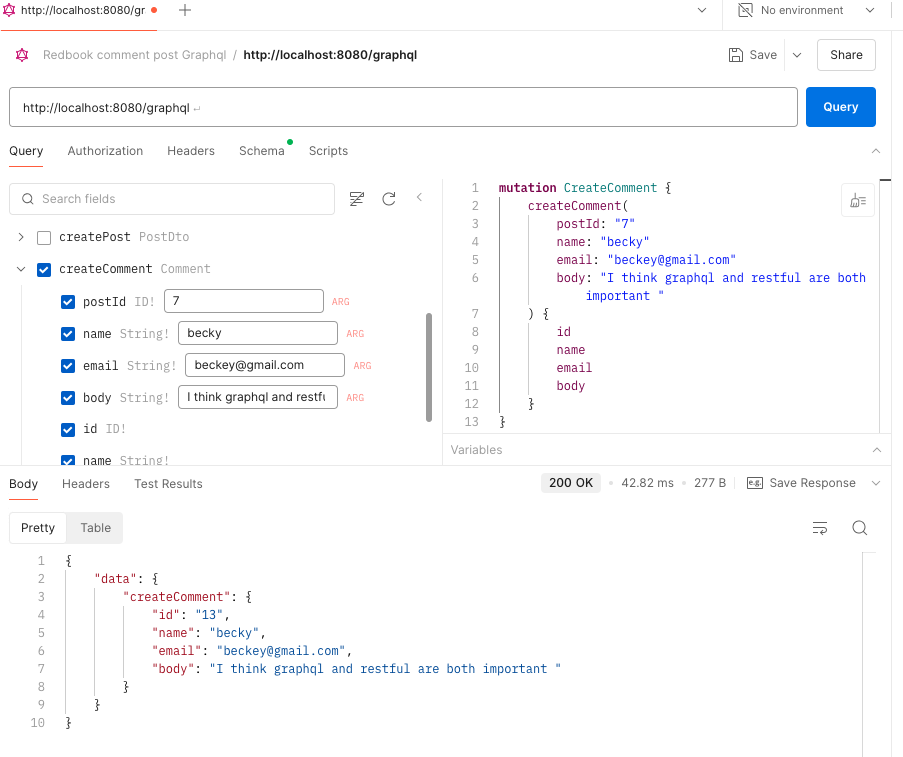 http://localhost:8080/gr
No environment
Redbook comment post Graphql / http://localhost:8080/graphql
Save
Share
http://localhost:8080/graphql
Query
Query Authorization Headers Schema Scripts
Search fields
createPost PostDto
createComment Comment
postId ID! 7 ARG
name String! becky ARG
email String! beckey@gmail.com ARG
body String! I think graphql and restfu ARG
id ID!
name String!
1 mutation CreateComment {
2 createComment(
3 postId: "7"
4 name: "becky"
5 email: "beckey@gmail.com"
6 body: "I think graphql and restful are both
important "
7 ) {
8 id
9 name
10 email
11 body
12 }
13 }
Variables
Body Headers Test Results
200 OK • 42.82 ms • 277 B
e.g. Save Response
Pretty Table
1 {
2 "data": {
3 "createComment": {
4 "id": "13",
5 "name": "becky",
6 "email": "beckey@gmail.com",
7 "body": "I think graphql and restful are both important "
8 }
9 }
10 }